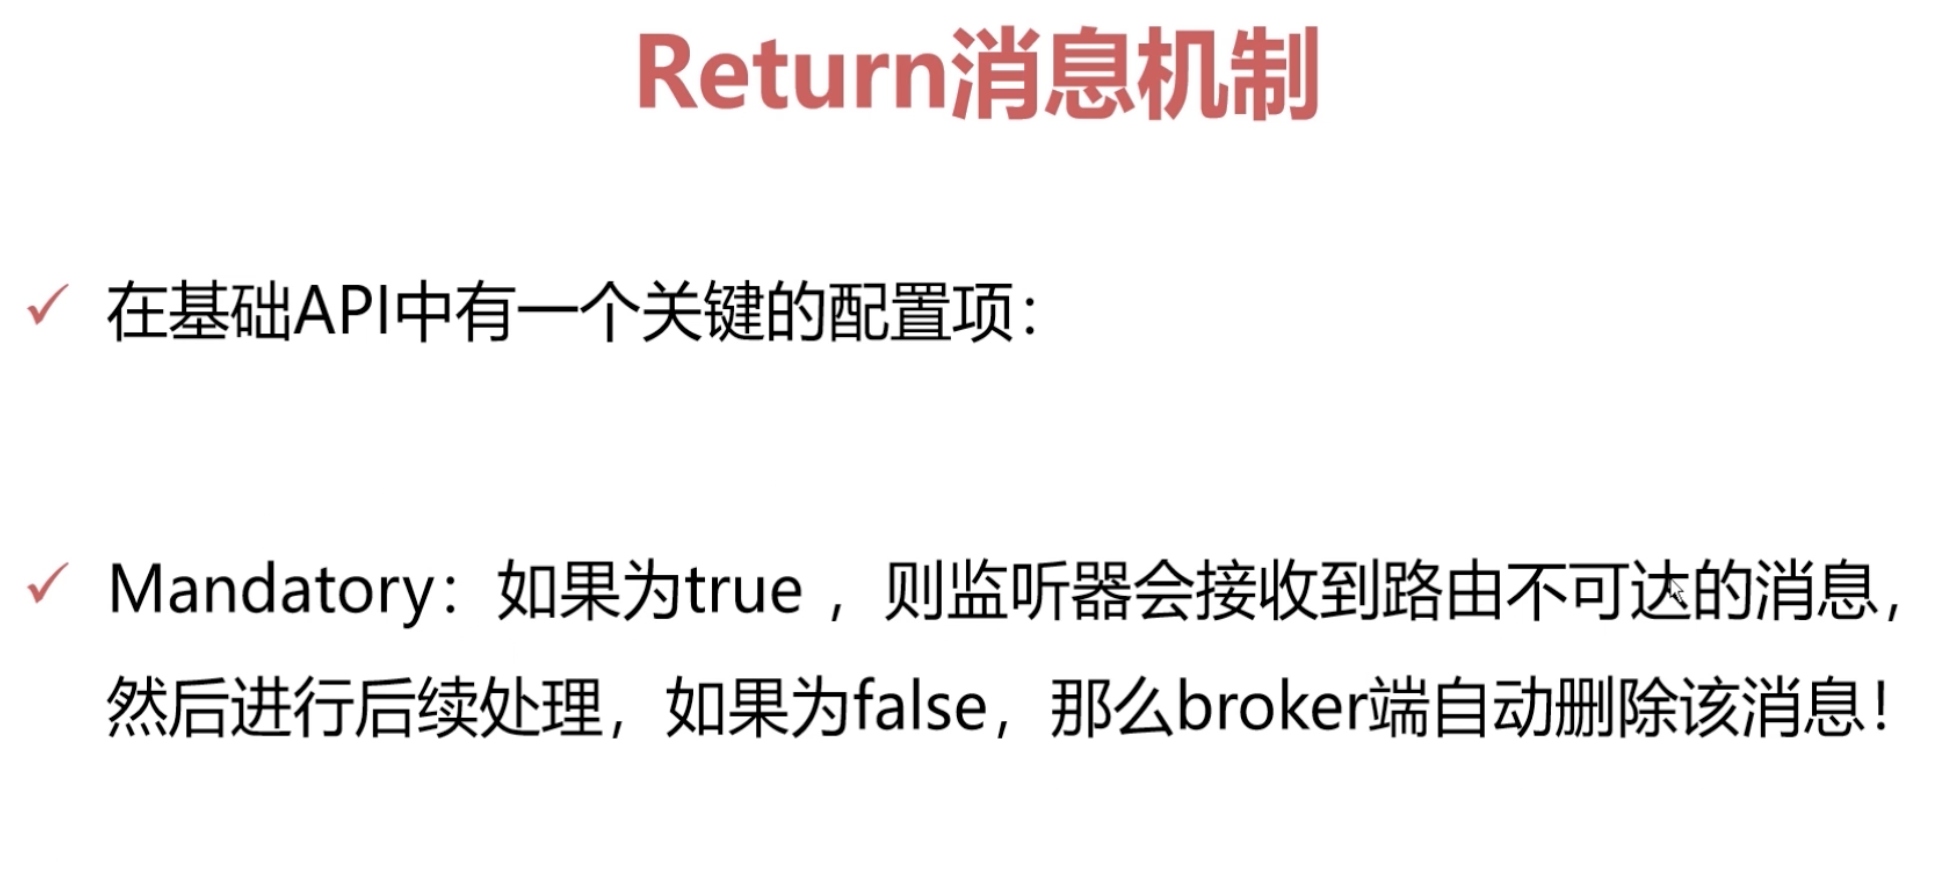 Return消息机制
在基础API中有一个关键的配置项：
Mandatory：如果为true ，则监听器会接收到路由不可达的消息，
然后进行后续处理，如果为false，那么broker端自动删除该消息！